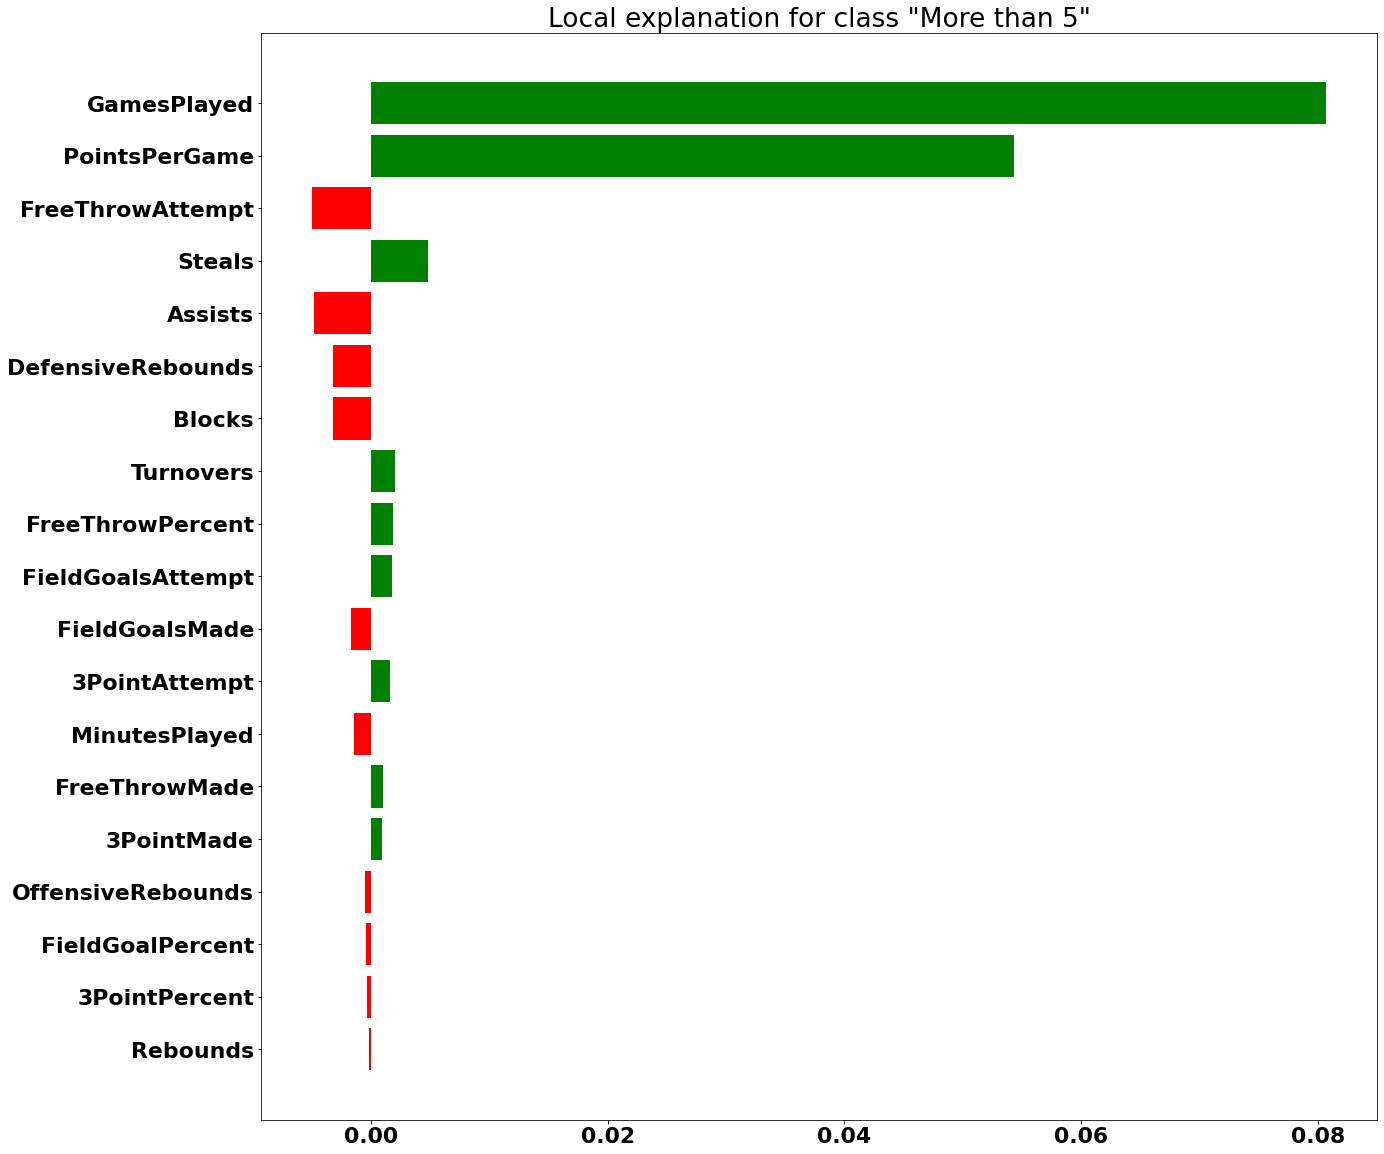 Local explanation for class "More than 5"
GamesPlayed
PointsPerGame
FreeThrowAttempt
Steals
Assists
DefensiveRebounds
Blocks
Turnovers
FreeThrowPercent
FieldGoalsAttempt
FieldGoalsMade
3PointAttempt
MinutesPlayed
FreeThrowMade
3PointMade
OffensiveRebounds
FieldGoalPercent
3PointPercent
Rebounds
0.00 0.02 0.04 0.06 0.08